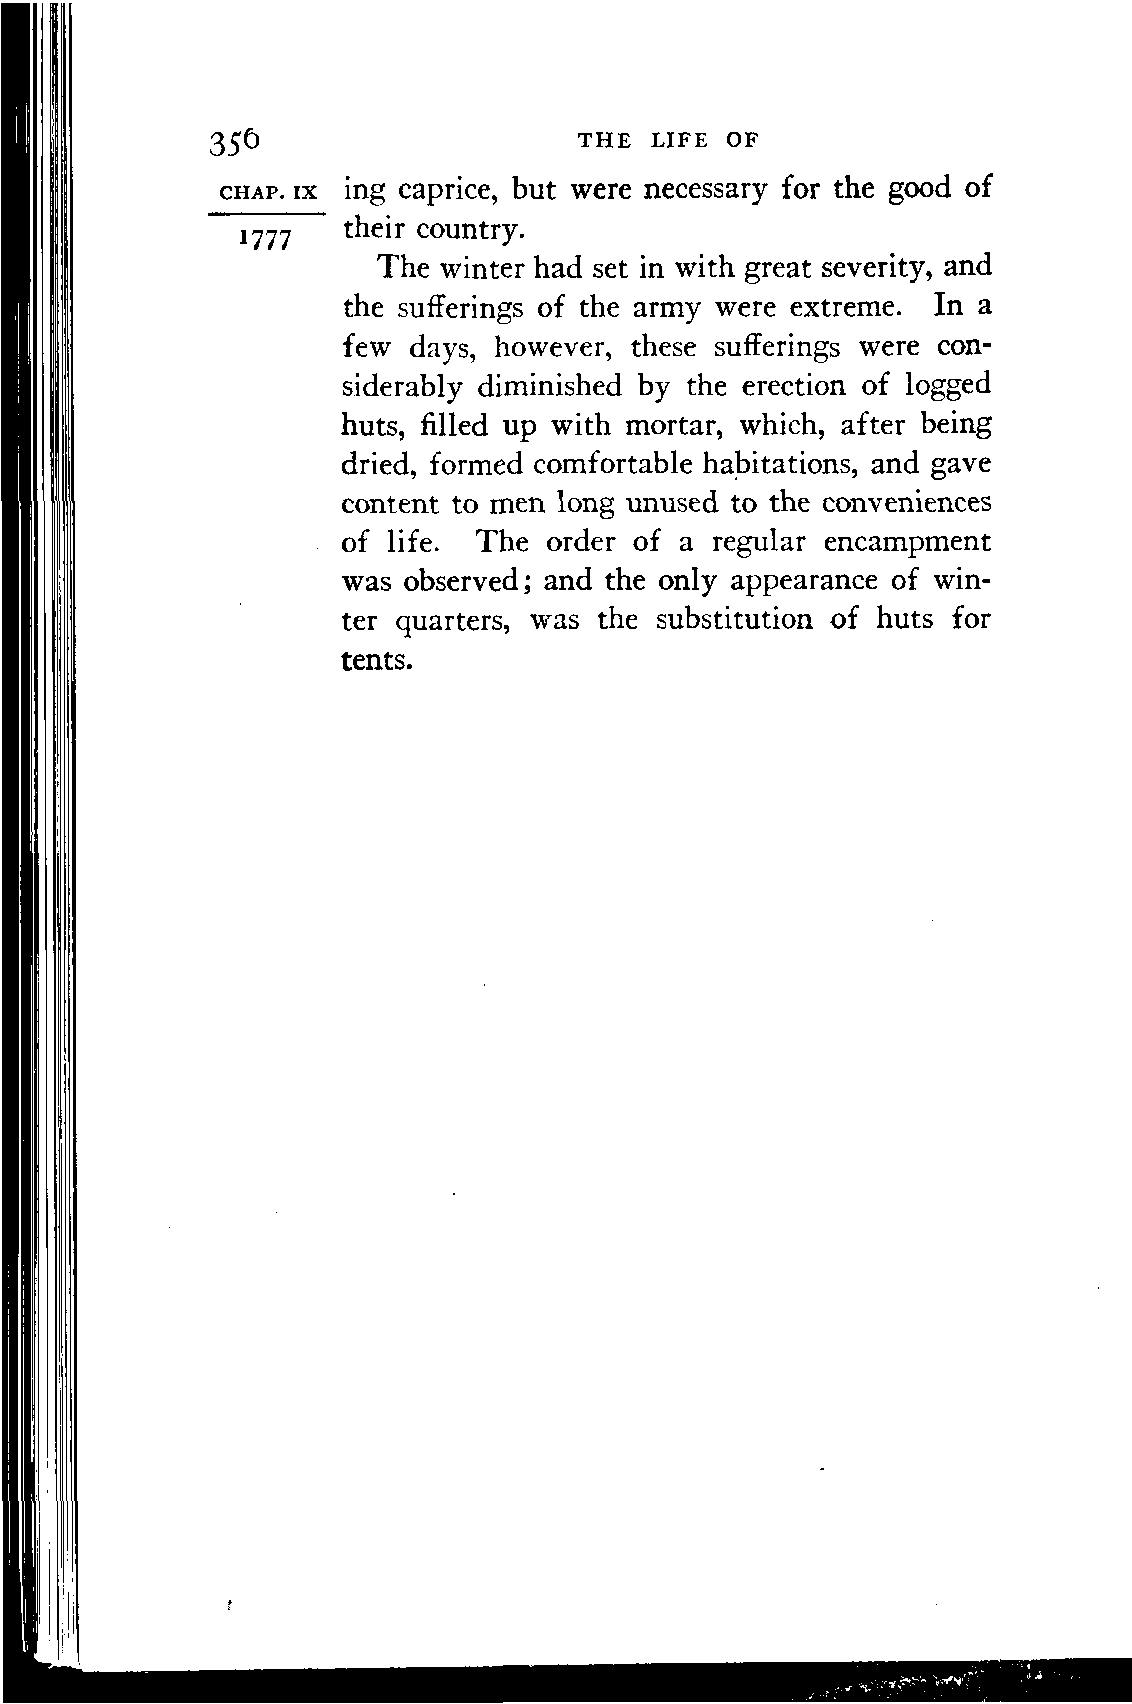 356 THE LIFE OF
CHAP. IX
1777
ing caprice, but were necessary for the good of
their country.
The winter had set in with great severity, and
the sufferings of the army were extreme. In a
few days, however, these sufferings were con-
siderably diminished by the erection of logged
huts, filled up with mortar, which, after being
dried, formed comfortable habitations, and gave
content to men long unused to the conveniences
of life. The order of a regular encampment
was observed; and the only appearance of win-
ter quarters, was the substitution of huts for
tents.